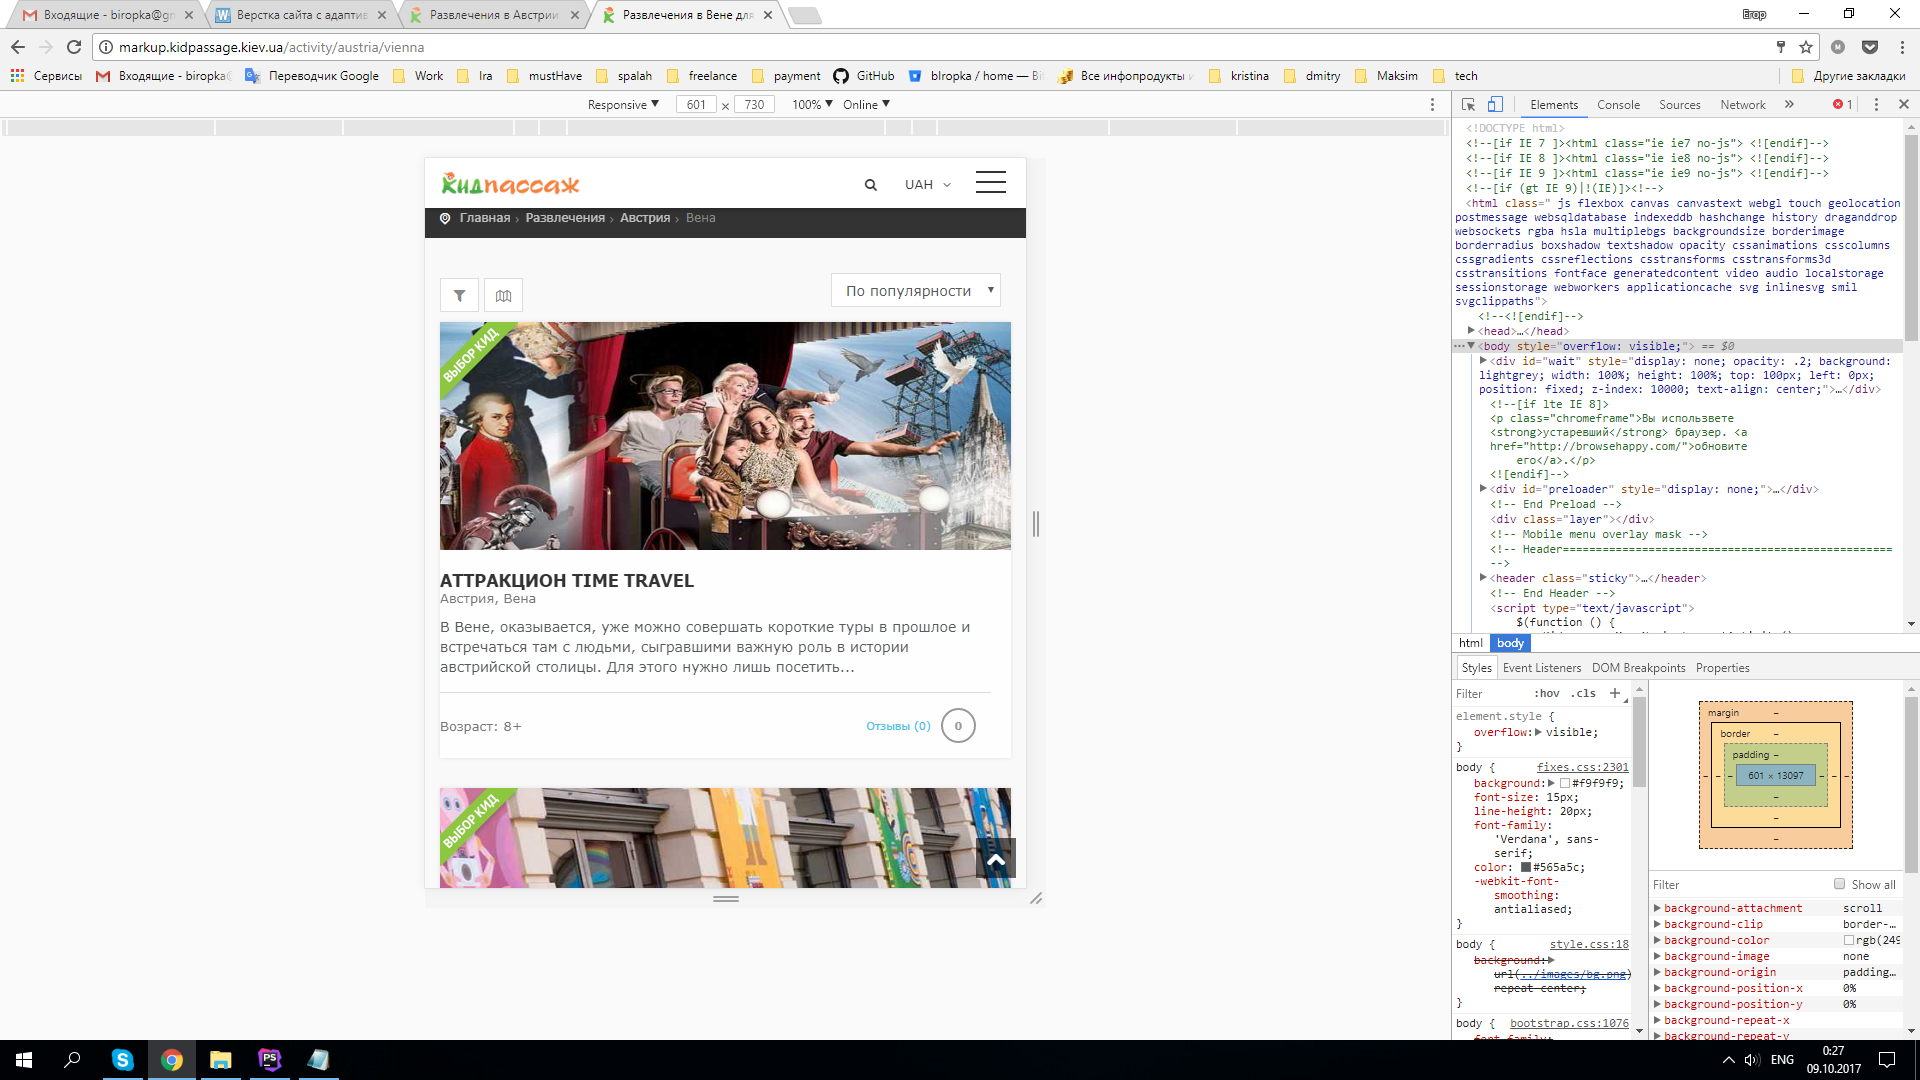 Входящие - biropka@gm
Верстка сайта с адаптив
Развлечения в Австрии
Развлечения в Вене для
Егор
markup.kidpassage.kiev.ua/activity/austria/vienna
Сервисы
Входящие - biropka@
Переводчик Google
Work
Ira
mustHave
spalah
freelance
payment
GitHub
bIropka / home — Bi
Все инфопродукты и
kristina
dmitry
Maksim
tech
Другие закладки
Responsive ▼ 601 × 730 100% ▼ Online ▼
Elements Console Sources Network » 1
кидпассаж
UAH
Главная › Развлечения › Австрия › Вена
По популярности
ВЫБОР КИД
АТТРАКЦИОН TIME TRAVEL
Австрия, Вена
В Вене, оказывается, уже можно совершать короткие туры в прошлое и
встречаться там с людьми, сыгравшими важную роль в истории
австрийской столицы. Для этого нужно лишь посетить...
Возраст: 8+
Отзывы (0)
0
ВЫБОР КИД
<!DOCTYPE html>
<!--[if IE 7 ]><html class="ie ie7 no-js"> <![endif]-->
<!--[if IE 8 ]><html class="ie ie8 no-js"> <![endif]-->
<!--[if IE 9 ]><html class="ie ie9 no-js"> <![endif]-->
<!--[if (gt IE 9)|!(IE)]><!-->
<html class=" js flexbox canvas canvastext webgl touch geolocation
postmessage websqldatabase indexeddb hashchange history draganddrop
websockets rgba hsla multiplebgs backgroundsize borderimage
borderradius boxshadow textshadow opacity cssanimations csscolumns
cssgradients cssreflections csstransforms csstransforms3d
csstransitions fontface generatedcontent video audio localstorage
sessionstorage webworkers applicationcache svg inlinesvg smil
svgclippaths">
<!--<![endif]-->
<head>…</head>
<body style="overflow: visible;"> == $0
<div id="wait" style="display: none; opacity: .2; background:
lightgrey; width: 100%; height: 100%; top: 100px; left: 0px;
position: fixed; z-index: 10000; text-align: center;">…</div>
<!--[if lte IE 8]>
<p class="chromeframe">Вы использвете
<strong>устаревший</strong> браузер. <a
href="http://browsehappy.com/">обновите
его</a>.</p>
<![endif]-->
<div id="preloader" style="display: none;">…</div>
<!-- End Preload -->
<div class="layer"></div>
<!-- Mobile menu overlay mask -->
<!-- Header==================================================
-->
<header class="sticky">…</header>
<!-- End Header -->
<script type="text/javascript">
$(function () {
html body
Styles Event Listeners DOM Breakpoints Properties
Filter :hov .cls +
element.style {
overflow: visible;
}
body { fixes.css:2301
background: #f9f9f9;
font-size: 15px;
line-height: 20px;
font-family:
'Verdana', sans-
serif;
color: #565a5c;
-webkit-font-
smoothing:
antialiased;
}
body { style.css:18
background:
url(../images/bg.png)
repeat center;
}
body { bootstrap.css:1076
margin –
border –
padding –
601 × 13097
Filter Show all
background-attachment scroll
background-clip border-…
background-color rgb(249
background-image none
background-origin padding…
background-position-x 0%
background-position-y 0%
background-repeat-x
background-repeat-y
ENG
0:27
09.10.2017